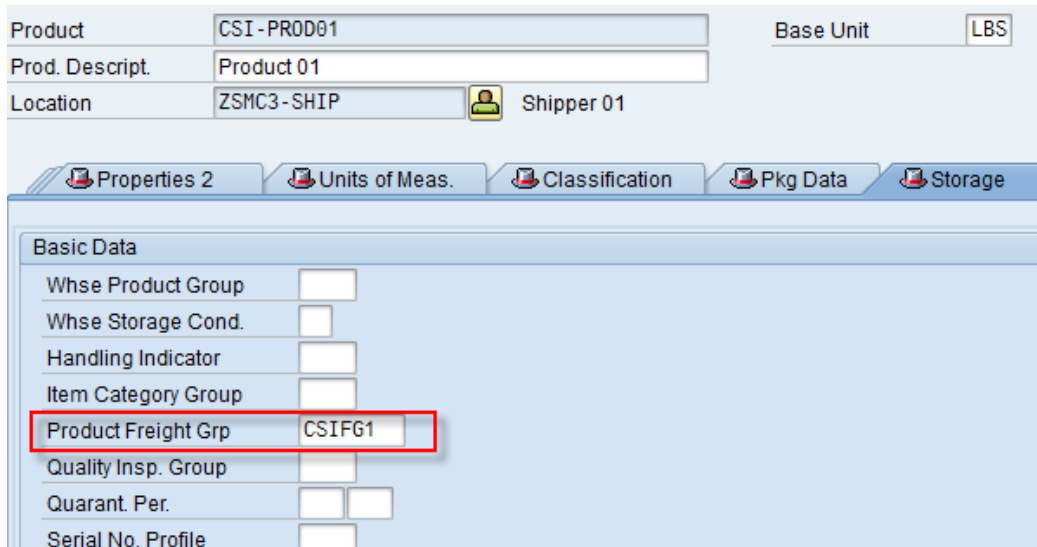 Product CSI-PROD01 Base Unit LBS
Prod. Descript. Product 01
Location ZSMC3-SHIP Shipper 01
Properties 2 Units of Meas. Classification Pkg Data Storage
Basic Data
Whse Product Group
Whse Storage Cond.
Handling Indicator
Item Category Group
Product Freight Grp CSIFG1
Quality Insp. Group
Quarant. Per.
Serial No. Profile